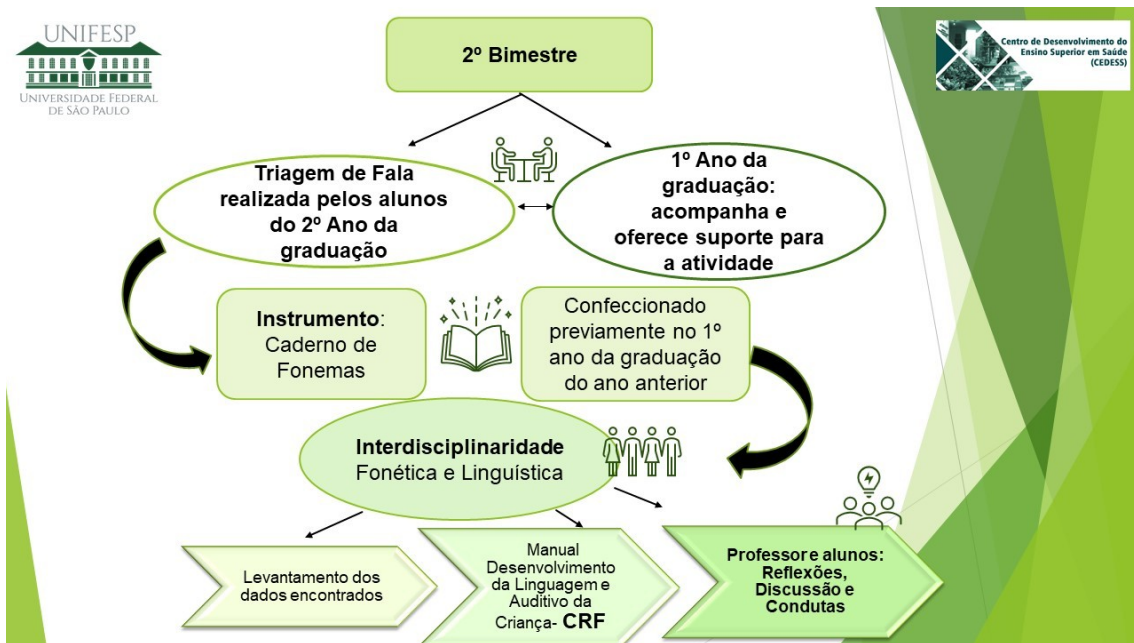 UNIFESP
UNIVERSIDADE FEDERAL
DE SÃO PAULO
2º Bimestre
Centro de Desenvolvimento do
Ensino Superior em Saúde
(CEDESS)
Triagem de Fala
realizada pelos alunos
do 2º Ano da
graduação
1º Ano da
graduação:
acompanha e
oferece suporte para
a atividade
Instrumento:
Caderno de
Fonemas
Confeccionado
previamente no 1º
ano da graduação
do ano anterior
Interdisciplinaridade
Fonética e Linguística
Levantamento dos
dados encontrados
Manual
Desenvolvimento
da Linguagem e
Auditivo da
Criança- CRF
Professor e alunos:
Reflexões,
Discussão e
Condutas